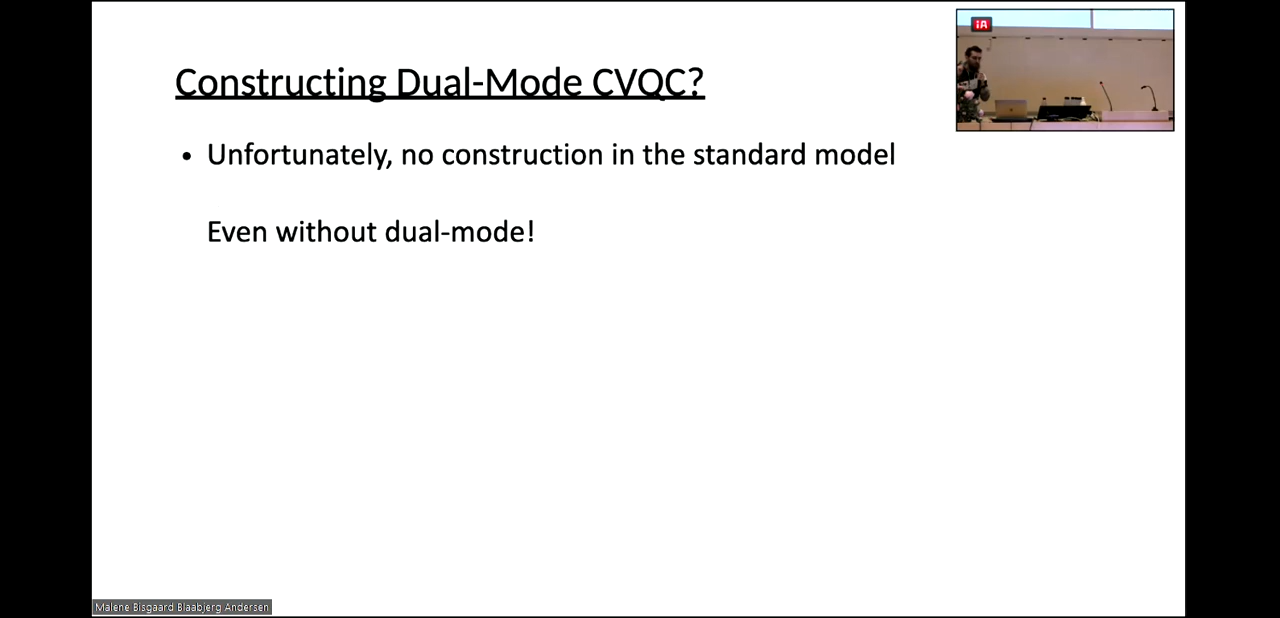 iA
Constructing Dual-Mode CVQC?
• Unfortunately, no construction in the standard model
Even without dual-mode!
Malene Bisgaard Blaabjerg Andersen